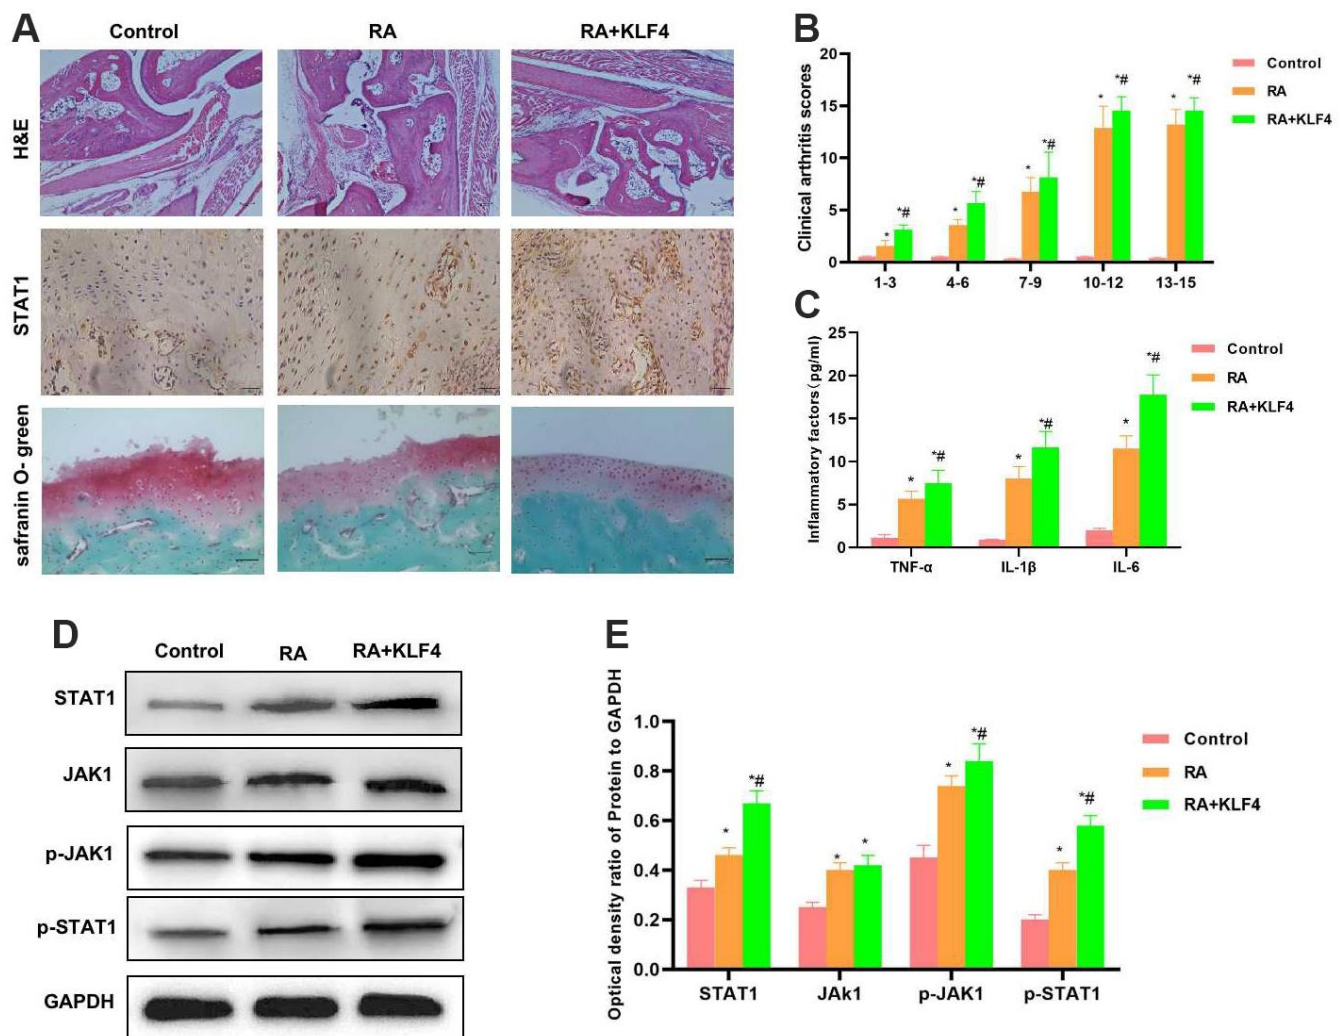 A
Control RA RA+KLF4
H&E
STAT1
safranin O- green
B
Clinical arthritis scores
20
15
10
5
0
*
*#
*
*#
*
*#
*
*#
*
*#
1-3 4-6 7-9 10-12 13-15
Control
RA
RA+KLF4
C
Inflammatory factors(pg/ml)
25
20
15
10
5
0
*
*#
*
*#
*
*#
TNF-α IL-1β IL-6
Control
RA
RA+KLF4
D
Control RA RA+KLF4
STAT1
JAK1
p-JAK1
p-STAT1
GAPDH
E
Optical density ratio of Protein to GAPDH
1.0
0.8
0.6
0.4
0.2
0.0
*
*#
*
*
*
*#
*
*#
STAT1 JAk1 p-JAK1 p-STAT1
Control
RA
RA+KLF4